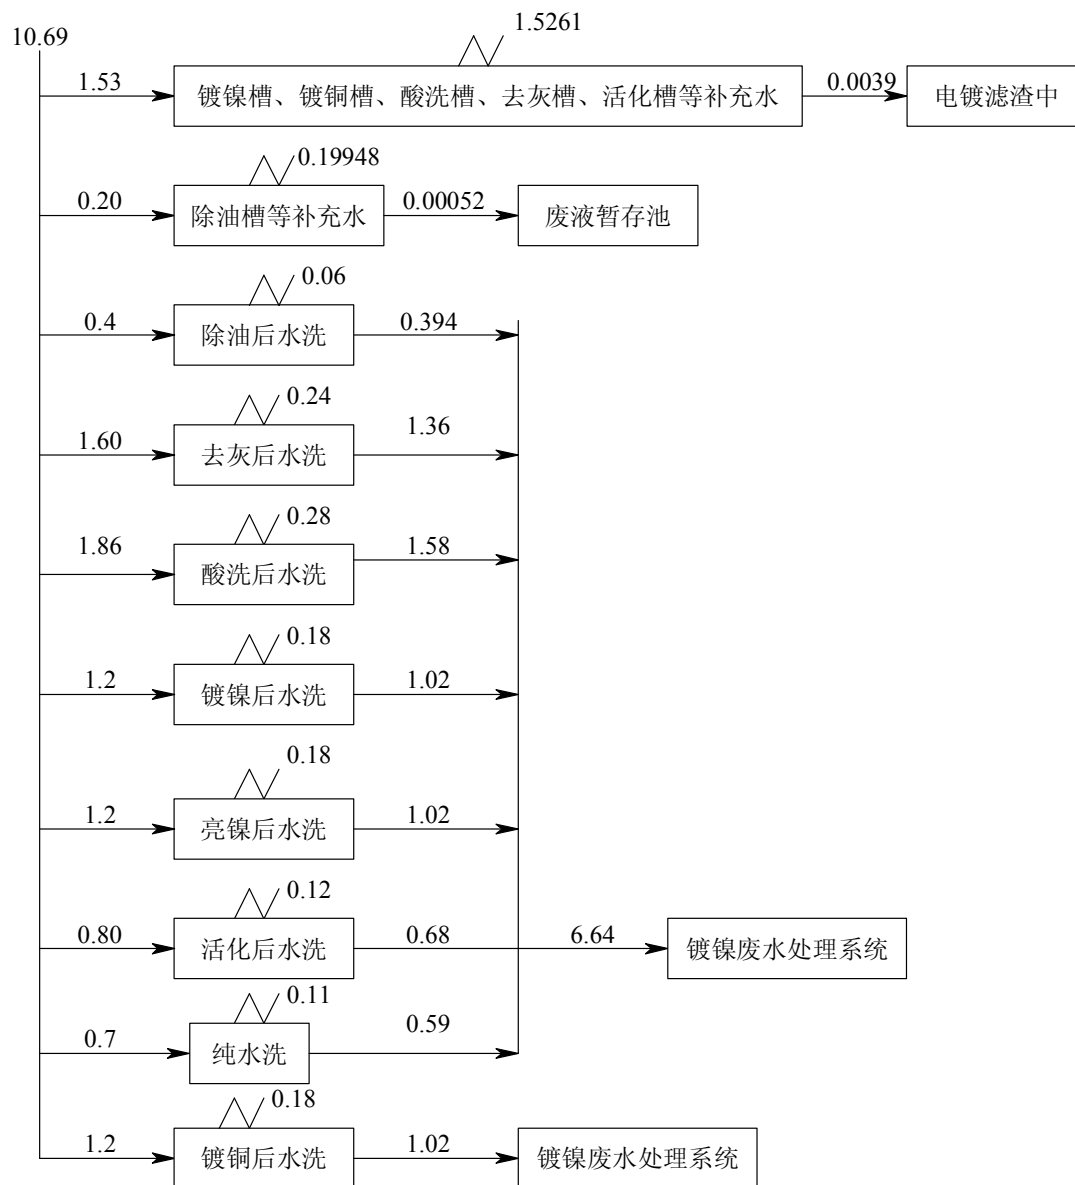 10.69
1.5261
1.53
镀镍槽、镀铜槽、酸洗槽、去灰槽、活化槽等补充水
0.0039
电镀滤渣中
0.19948
0.20
除油槽等补充水
0.00052
废液暂存池
0.06
0.4
除油后水洗
0.394
0.24
1.60
去灰后水洗
1.36
0.28
1.86
酸洗后水洗
1.58
0.18
1.2
镀镍后水洗
1.02
0.18
1.2
亮镍后水洗
1.02
0.12
0.80
活化后水洗
0.68
6.64
镀镍废水处理系统
0.11
0.7
纯水洗
0.59
0.18
1.2
镀铜后水洗
1.02
镀镍废水处理系统